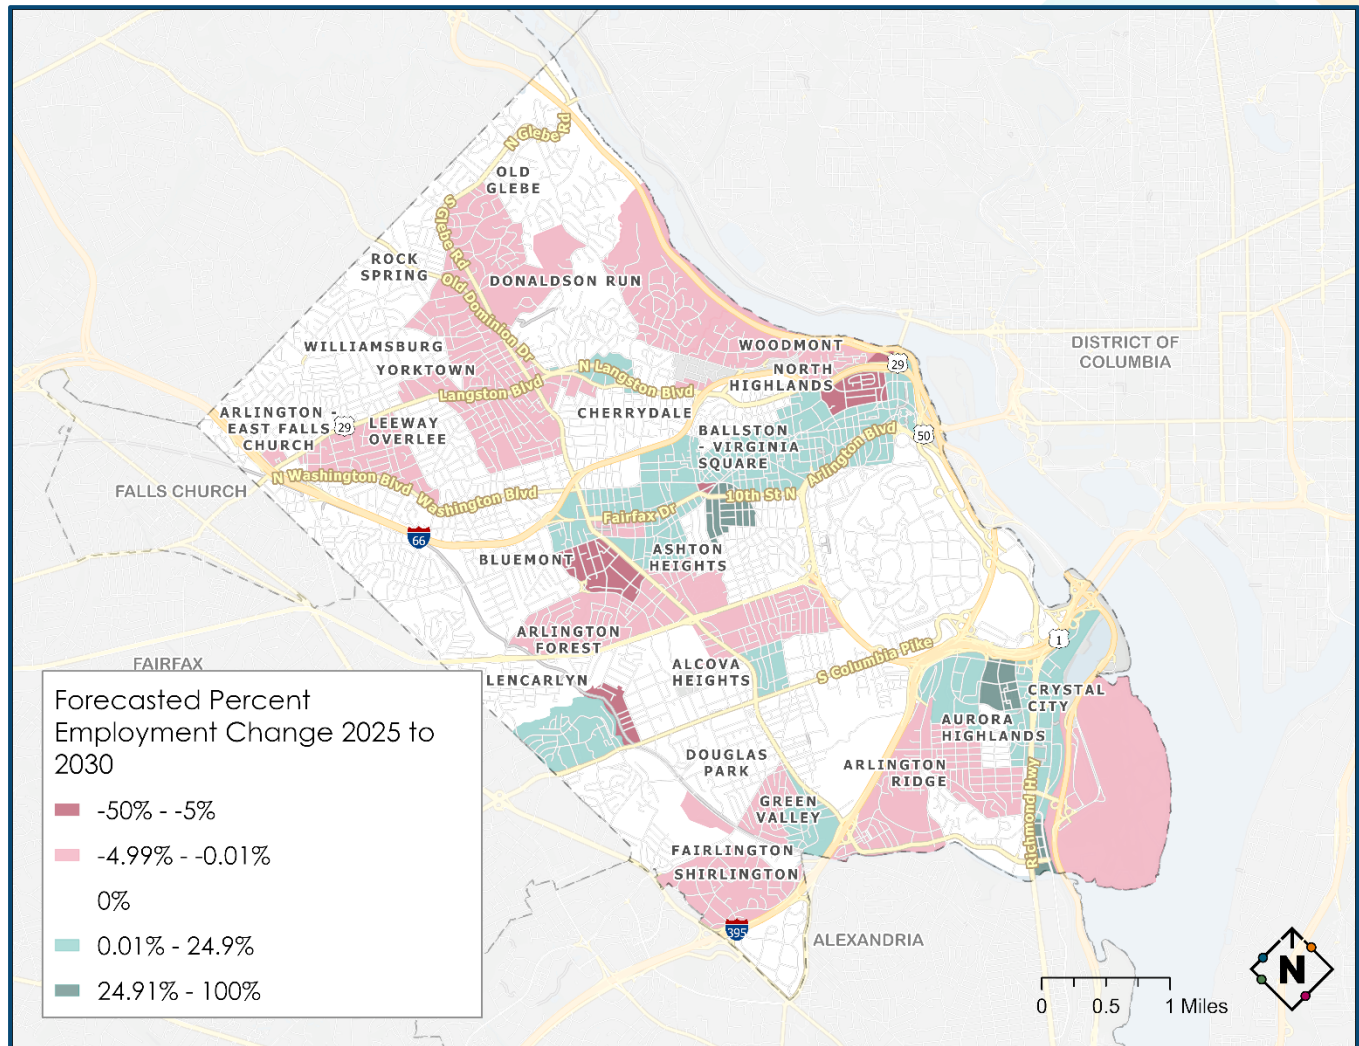 N Glebe Rd
OLD
GLEBE
S Glebe Rd
ROCK
SPRING
Old Dominion Dr
DONALDSON RUN
WILLIAMSBURG
YORKTOWN
WOODMONT
29
DISTRICT OF
COLUMBIA
N Langston Blvd
NORTH
HIGHLANDS
Langston Blvd
ARLINGTON -
EAST FALLS
CHURCH
29
LEEWAY
OVERLEE
CHERRYDALE
BALLSTON
- VIRGINIA
SQUARE
Arlington Blvd
50
FALLS CHURCH
N Washington Blvd
Washington Blvd
10th St N
Fairfax Dr
66
BLUEMONT
ASHTON
HEIGHTS
ARLINGTON
FOREST
1
S Columbia Pike
FAIRFAX
LENCARLYN
ALCOVA
HEIGHTS
CRYSTAL
CITY
AURORA
HIGHLANDS
DOUGLAS
PARK
ARLINGTON
RIDGE
Richmond Hwy
GREEN
VALLEY
FAIRLINGTON
SHIRLINGTON
395
ALEXANDRIA
Forecasted Percent
Employment Change 2025 to
2030
-50% - -5%
-4.99% - -0.01%
0%
0.01% - 24.9%
24.91% - 100%
0 0.5 1 Miles
N